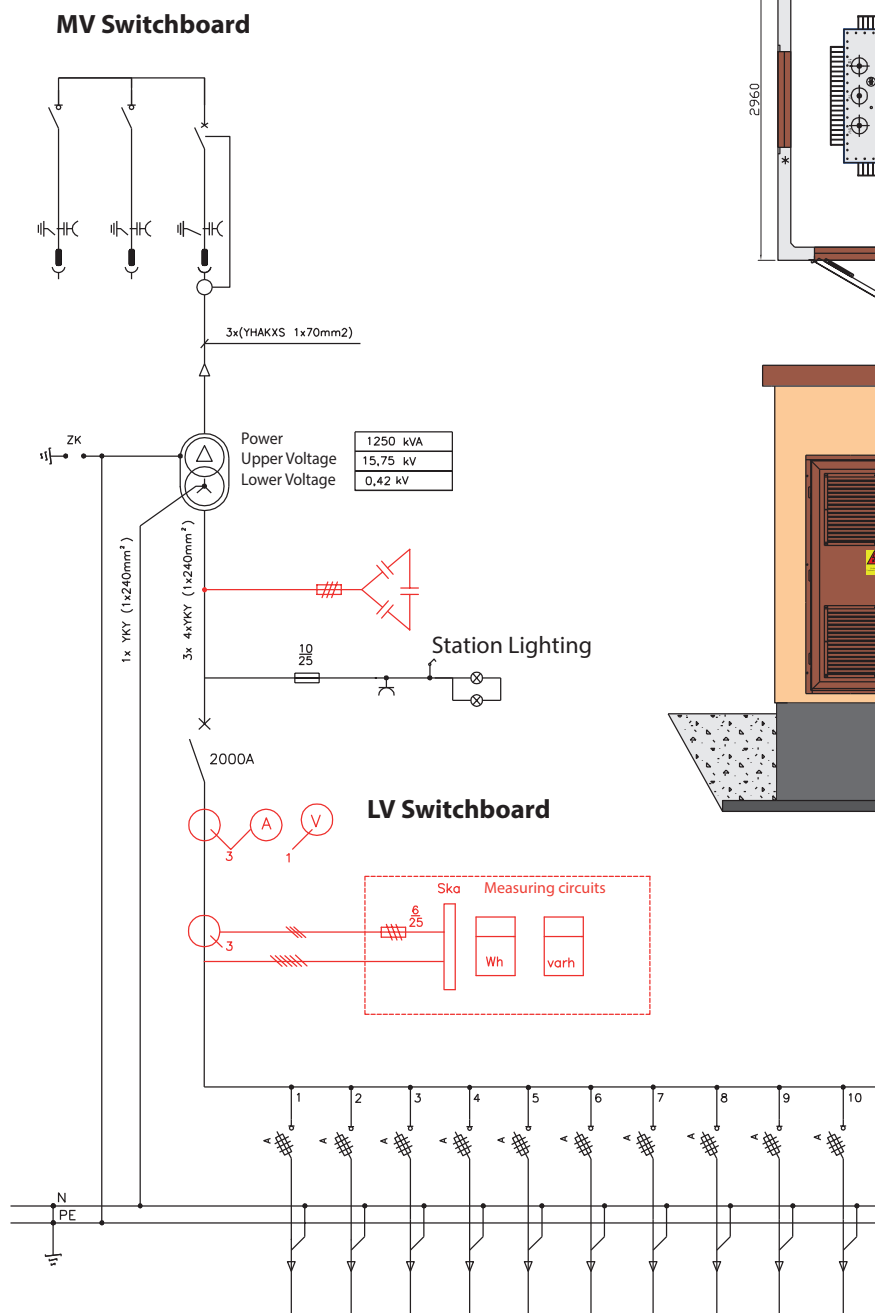 MV Switchboard
2960
*
3x(YHAKXS 1x70mm2)
ZK
Power
Upper Voltage
Lower Voltage
1250 kVA
15,75 kV
0,42 kV
1x YKY (1x240mm²)
3x 4xYKY (1x240mm²)
10
25
Station Lighting
2000A
LV Switchboard
A
V
3
1
Ska
Measuring circuits
6
25
3
Wh
varh
1
2
3
4
5
6
7
8
9
10
A
A
A
A
A
A
A
A
A
A
N
PE